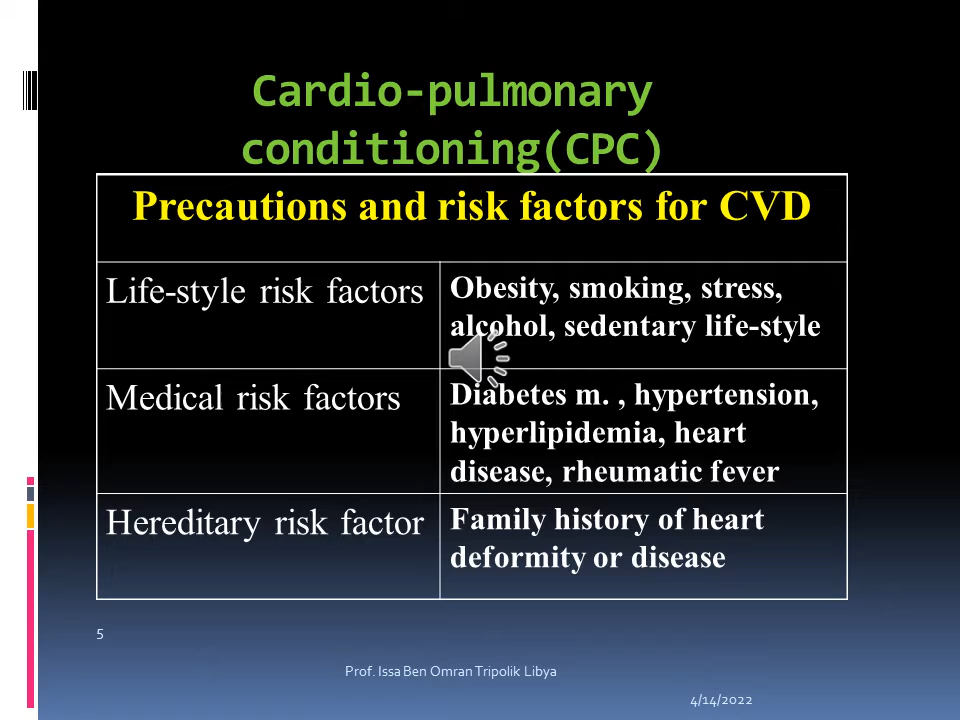 Cardio-pulmonary
conditioning(CPC)
Precautions and risk factors for CVD
Life-style risk factors
Obesity, smoking, stress,
alcohol, sedentary life-style
Medical risk factors
Diabetes m. , hypertension,
hyperlipidemia, heart
disease, rheumatic fever
Hereditary risk factor
Family history of heart
deformity or disease
5
Prof. Issa Ben Omran Tripolik Libya
4/14/2022